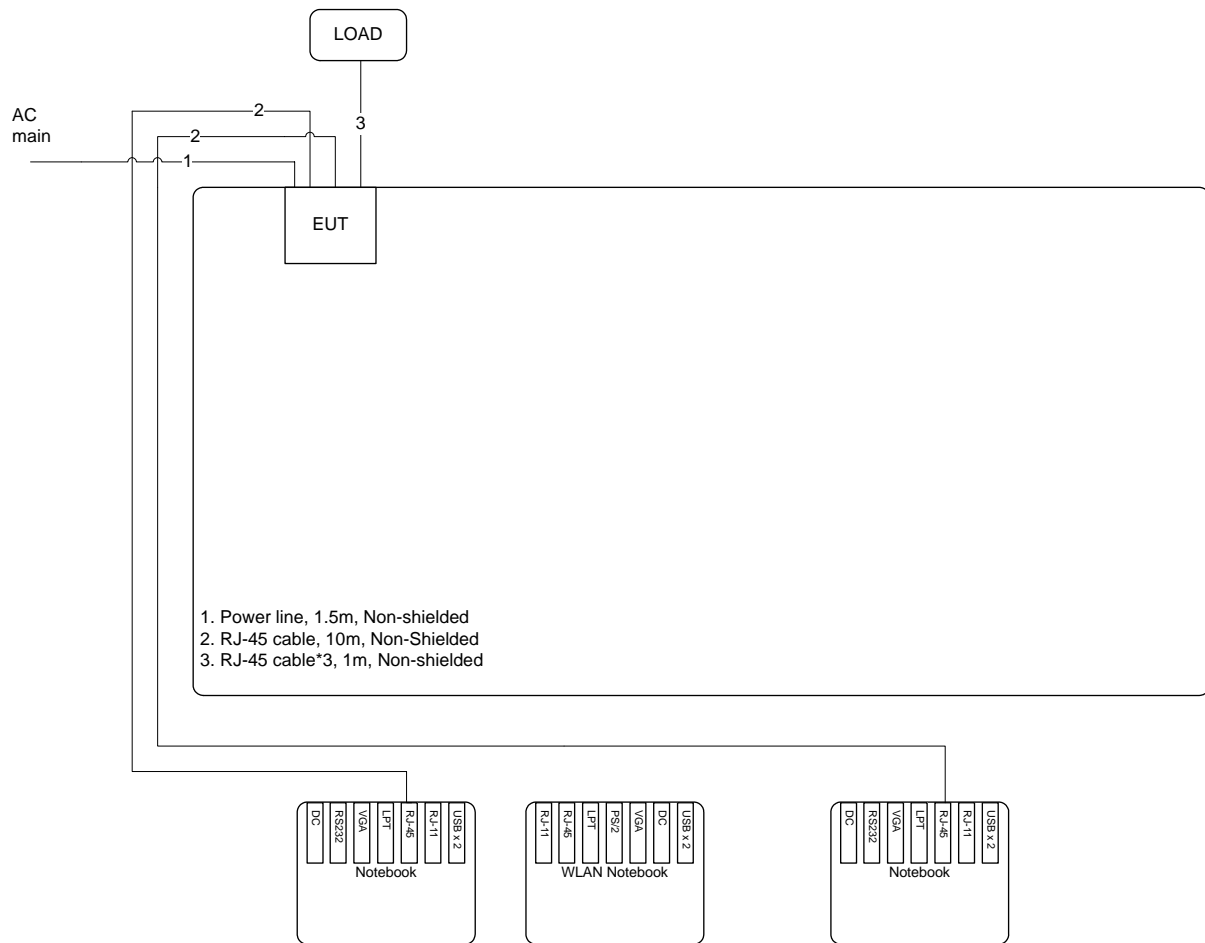 LOAD
AC
main
2
2
3
1
EUT
1. Power line, 1.5m, Non-shielded
2. RJ-45 cable, 10m, Non-Shielded
3. RJ-45 cable*3, 1m, Non-shielded
DC
RS232
VGA
LPT
RJ-45
RJ-11
USB x 2
Notebook
RJ-11
RJ-45
LPT
PS/2
VGA
DC
USB x 2
WLAN Notebook
DC
RS232
VGA
LPT
RJ-45
RJ-11
USB x 2
Notebook